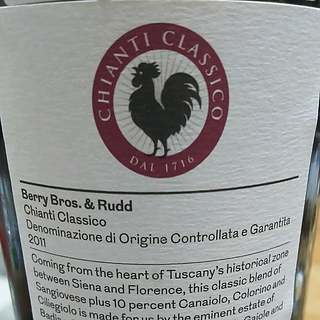 CHIANTI CLASSICO
DAL 1716
Berry Bros. & Rudd
Chianti Classico
Denominazione di Origine Controllata e Garantita
2011
Coming from the heart of Tuscany's historical zone
between Siena and Florence, this classic blend of
Sangiovese plus 10 percent Canaiolo, Colorino and
Ciliegiolo is made for us by the eminent estate of
Gaiole and